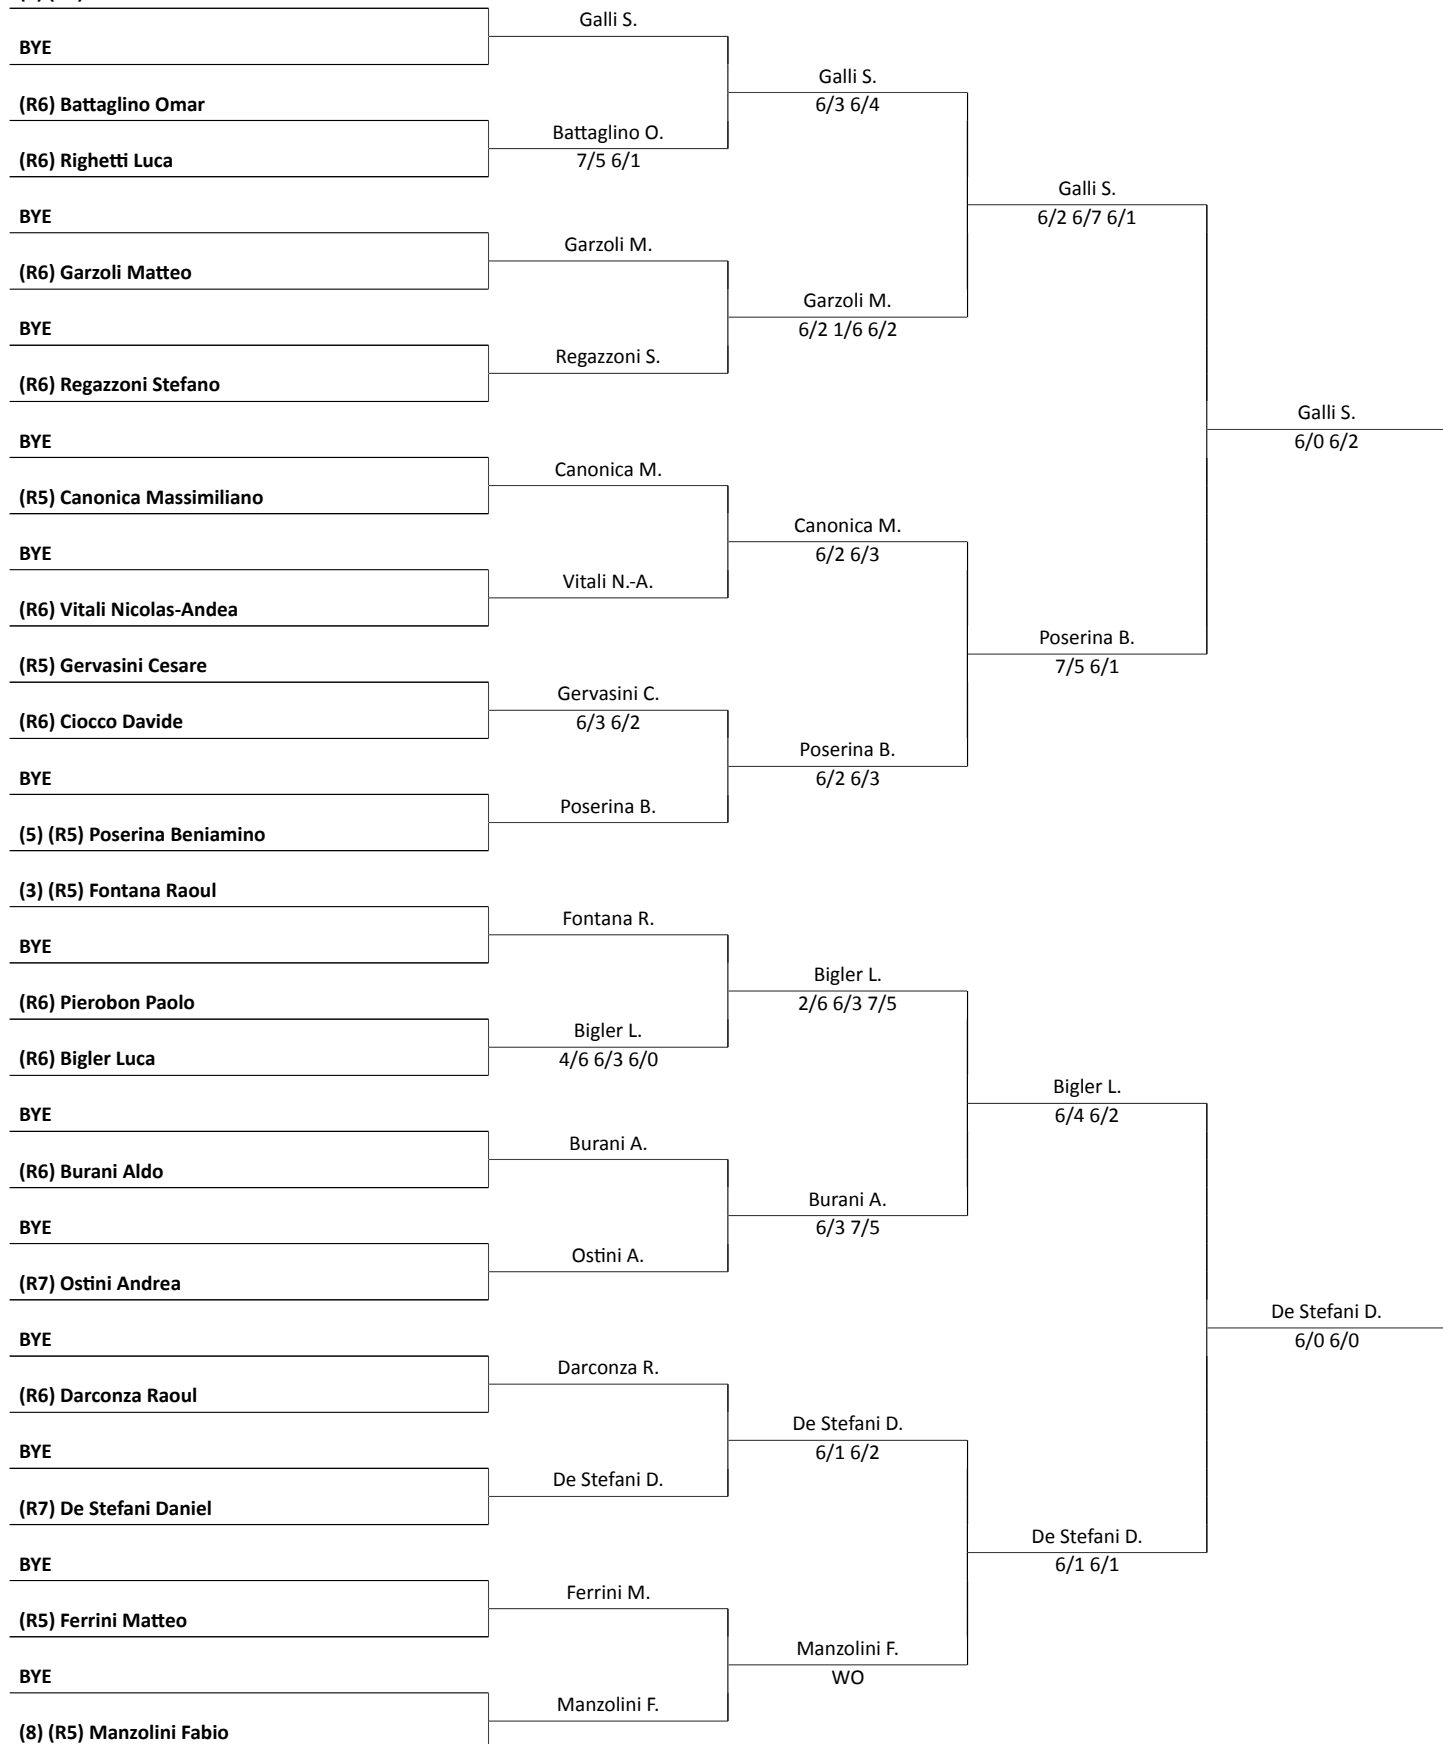 BYE
(R6) Battaglino Omar
(R6) Righetti Luca
BYE
(R6) Garzoli Matteo
BYE
(R6) Regazzoni Stefano
BYE
(R5) Canonica Massimiliano
BYE
(R6) Vitali Nicolas-Andea
(R5) Gervasini Cesare
(R6) Ciocco Davide
BYE
(5) (R5) Poserina Beniamino
(3) (R5) Fontana Raoul
BYE
(R6) Pierobon Paolo
(R6) Bigler Luca
BYE
(R6) Burani Aldo
BYE
(R7) Ostini Andrea
BYE
(R6) Darconza Raoul
BYE
(R7) De Stefani Daniel
BYE
(R5) Ferrini Matteo
BYE
(8) (R5) Manzolini Fabio
Galli S.
Battaglino O.
7/5 6/1
Garzoli M.
Regazzoni S.
Canonica M.
Vitali N.-A.
Gervasini C.
6/3 6/2
Poserina B.
Fontana R.
Bigler L.
4/6 6/3 6/0
Burani A.
Ostini A.
Darconza R.
De Stefani D.
Ferrini M.
Manzolini F.
Galli S.
6/3 6/4
Garzoli M.
6/2 1/6 6/2
Canonica M.
6/2 6/3
Poserina B.
6/2 6/3
Bigler L.
2/6 6/3 7/5
Burani A.
6/3 7/5
De Stefani D.
6/1 6/2
Manzolini F.
WO
Galli S.
6/2 6/7 6/1
Poserina B.
7/5 6/1
Bigler L.
6/4 6/2
De Stefani D.
6/1 6/1
Galli S.
6/0 6/2
De Stefani D.
6/0 6/0